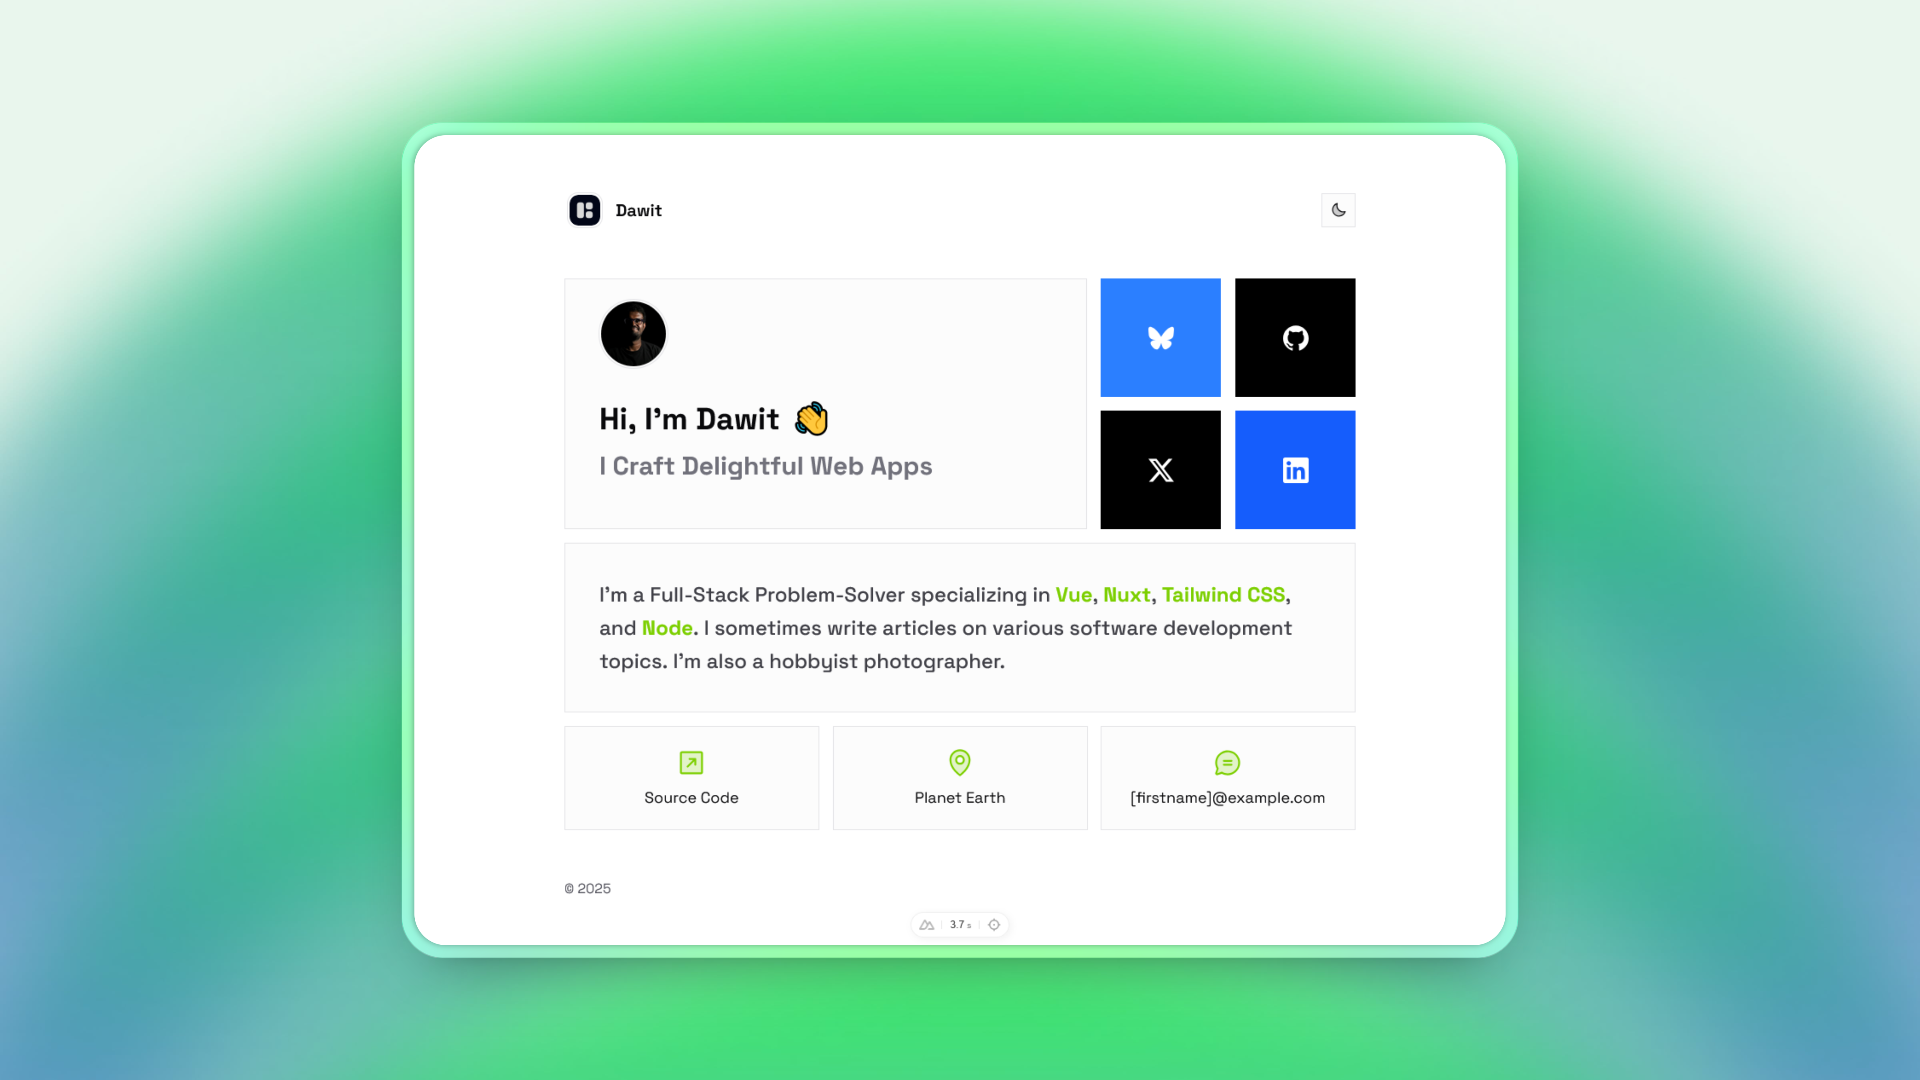 Dawit
Hi, I’m Dawit 👋
I Craft Delightful Web Apps
I’m a Full-Stack Problem-Solver specializing in Vue, Nuxt, Tailwind CSS,
and Node. I sometimes write articles on various software development
topics. I’m also a hobbyist photographer.
Source Code
Planet Earth
[firstname]@example.com
© 2025
3.7 s